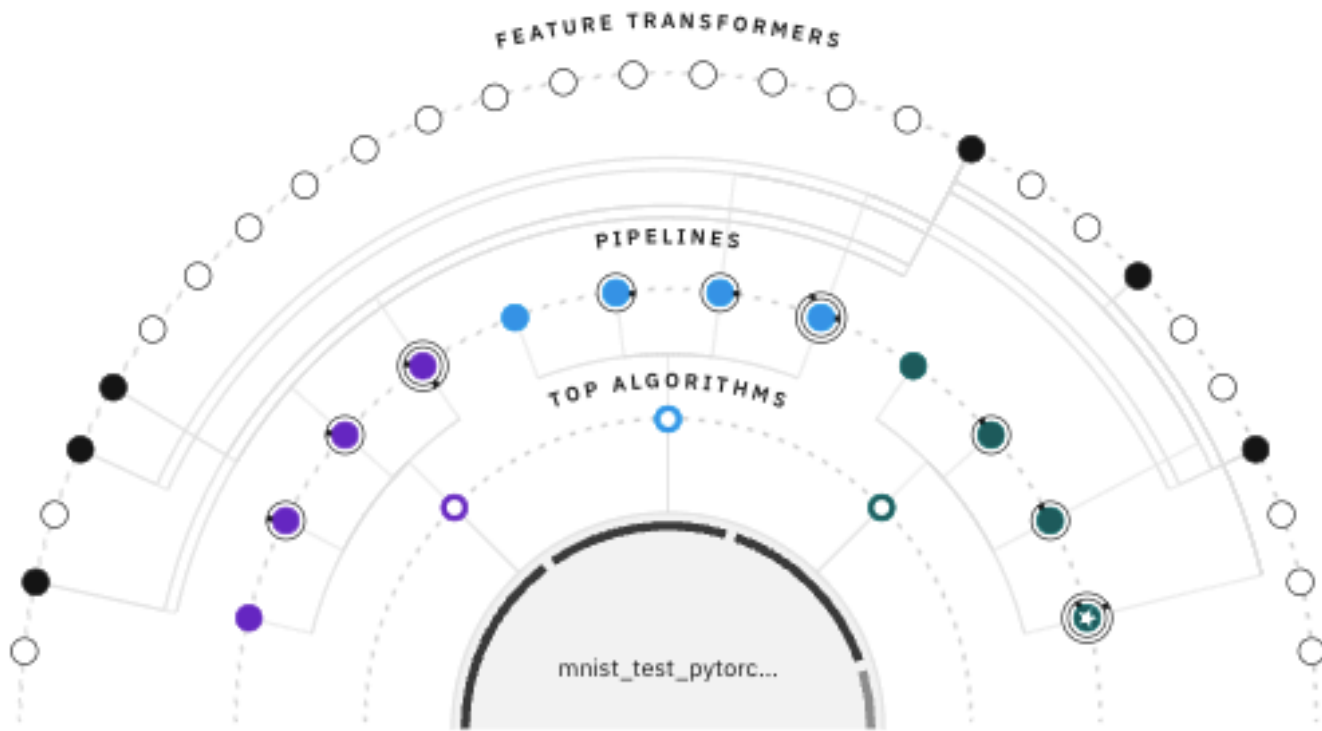 FEATURE TRANSFORMERS
PIPELINES
TOP ALGORITHMS
mnist_test_pytorc...